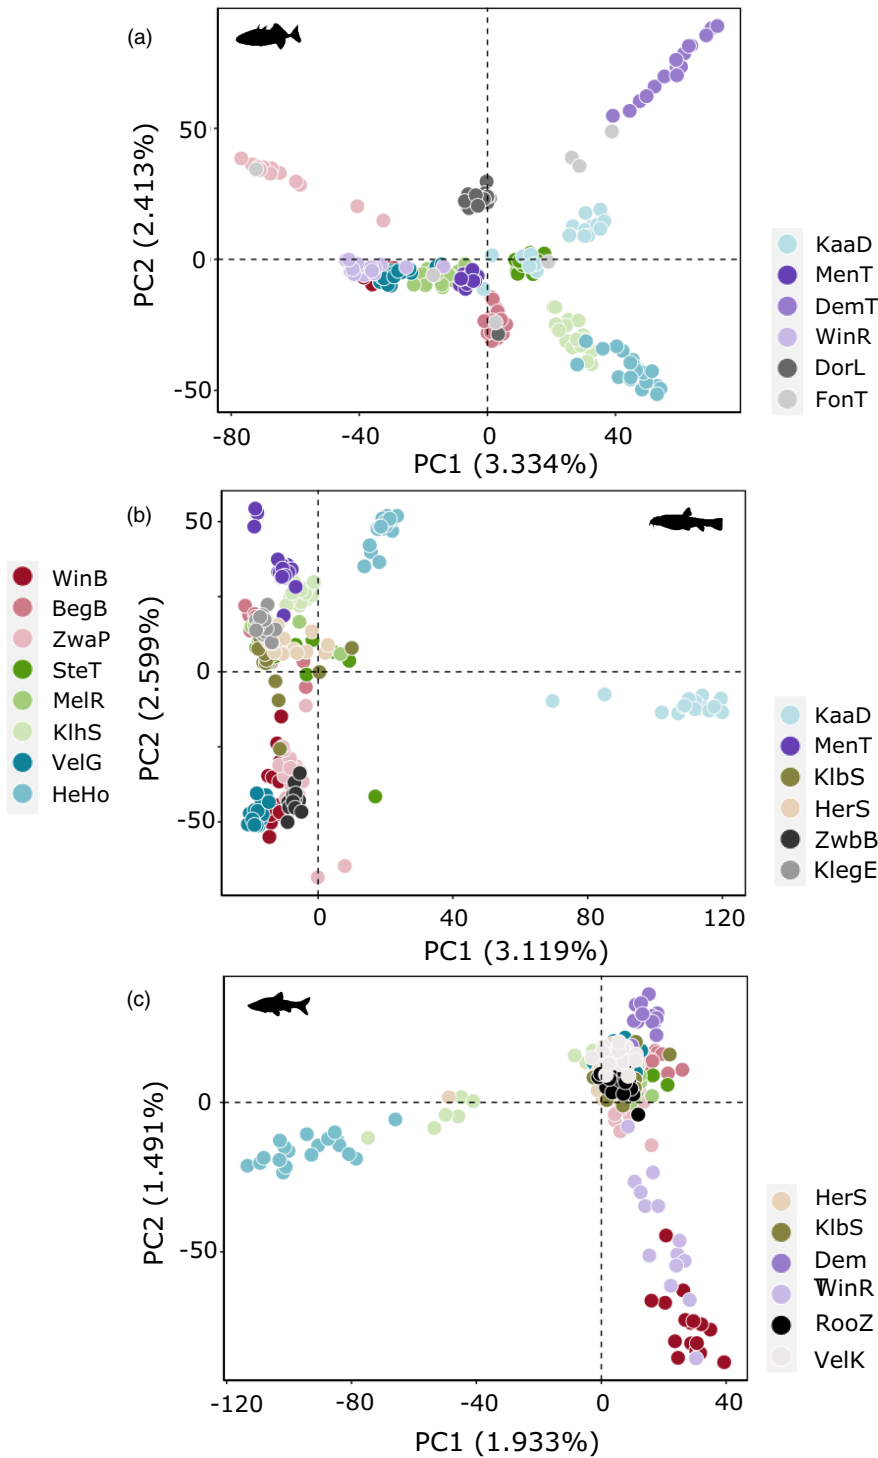 (a)
50
0
-50
PC2 (2.413%)
-80
-40
0
40
PC1 (3.334%)
KaaD
MenT
DemT
WinR
DorL
FonT
(b)
50
0
-50
PC2 (2.599%)
0
40
80
120
PC1 (3.119%)
WinB
BegB
ZwaP
SteT
MelR
KlhS
VelG
HeHo
KaaD
MenT
KlbS
HerS
ZwbB
KlegE
(c)
0
-50
PC2 (1.491%)
-120
-80
-40
0
40
PC1 (1.933%)
HerS
KlbS
Dem
T
WinR
RooZ
VelK